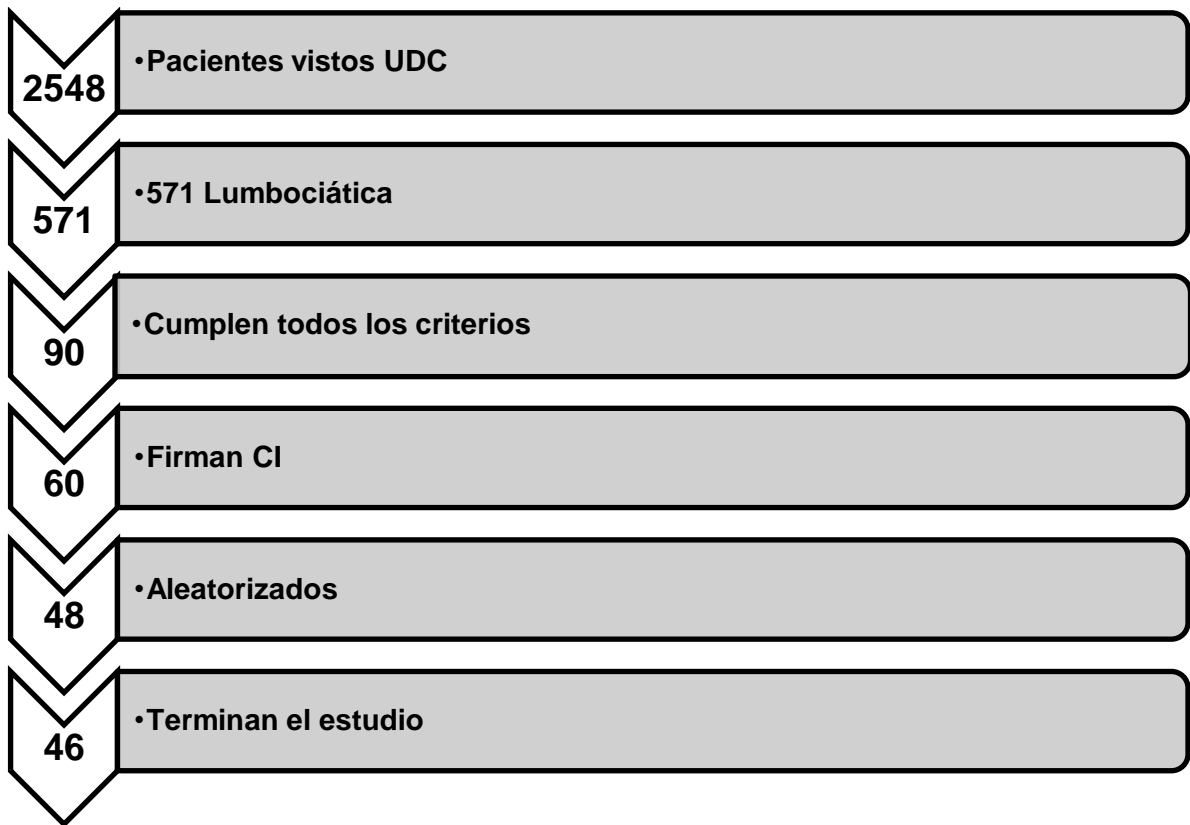 2548
•Pacientes vistos UDC
571
•571 Lumbociática
90
•Cumplen todos los criterios
60
•Firman CI
48
•Aleatorizados
46
•Terminan el estudio